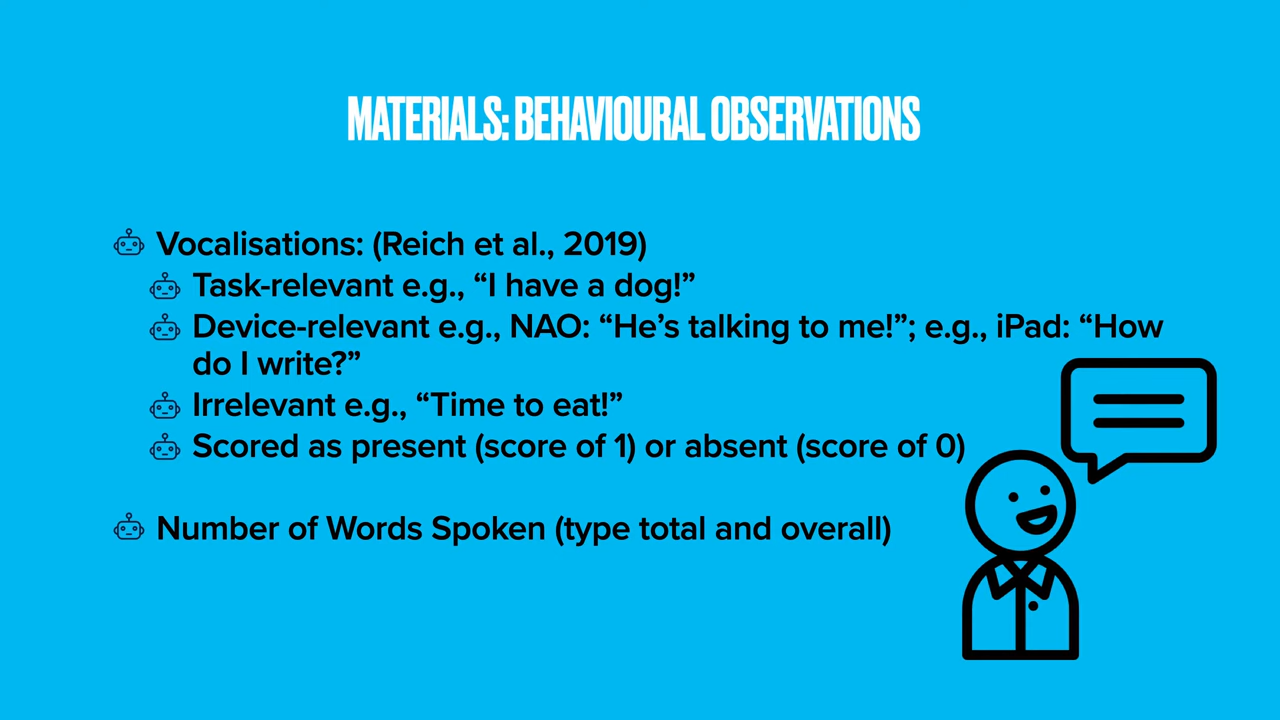 MATERIALS: BEHAVIOURAL OBSERVATIONS
Vocalisations: (Reich et al., 2019)
Task-relevant e.g., “I have a dog!”
Device-relevant e.g., NAO: “He’s talking to me!”; e.g., iPad: “How
do I write?”
Irrelevant e.g., “Time to eat!”
Scored as present (score of 1) or absent (score of 0)
Number of Words Spoken (type total and overall)